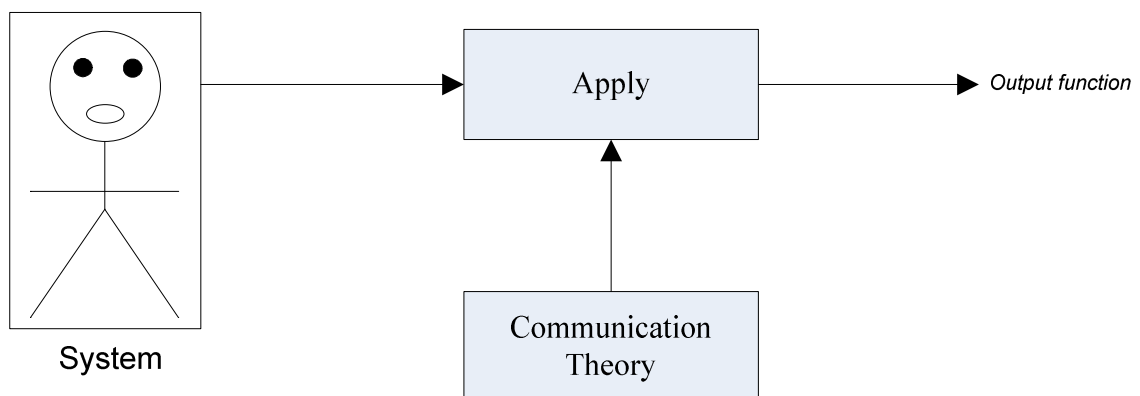 Apply
Output function
System
Communication
Theory